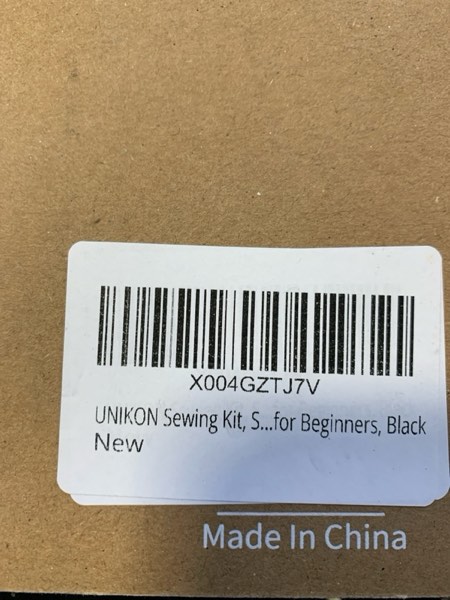 X004GZTJ7V
UNIKON Sewing Kit, S...for Beginners, Black
New
Made In China